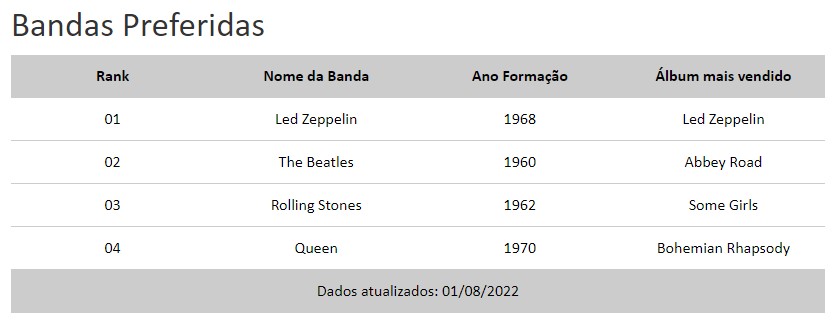 Bandas Preferidas
Rank Nome da Banda Ano Formação Álbum mais vendido
01 Led Zeppelin 1968 Led Zeppelin
02 The Beatles 1960 Abbey Road
03 Rolling Stones 1962 Some Girls
04 Queen 1970 Bohemian Rhapsody
Dados atualizados: 01/08/2022